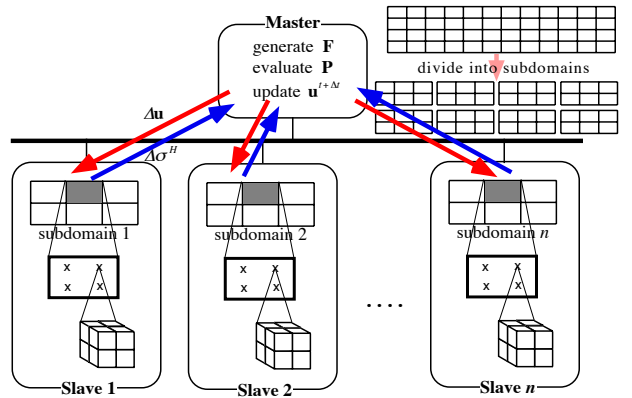 Master
generate F
evaluate P
update u^{t+Δt}
divide into subdomains
Δu
Δσ^H
subdomain 1
subdomain 2
subdomain n
x x
x x
x x
x x
x x
x x
. . . .
Slave 1
Slave 2
Slave n